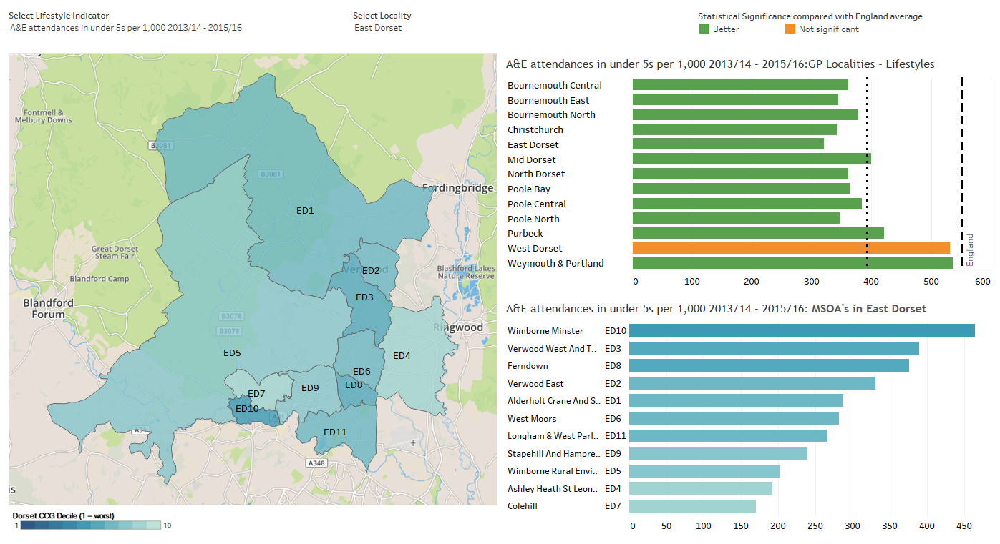 Select Lifestyle Indicator
A&E attendances in under 5s per 1,000 2013/14 - 2015/16
Select Locality
East Dorset
Statistical Significance compared with England average
Better
Not significant
Fontmell &
Melbury Downs
B3081
B3081
Fordingbridge
ED1
Great Dorset
Steam Fair
Blandford Camp
Blandford
Forum
ED2
Blashford Lakes
Nature Reserve
ED3
B3078
B3078
Ringwood
ED5
ED4
ED6
ED8
ED9
ED7
ED10
A31
A31
ED11
A348
is
Dorset CCG Decile (1 = worst)
1
10
A&E attendances in under 5s per 1,000 2013/14 - 2015/16:GP Localities - Lifestyles
Bournemouth Central
Bournemouth East
Bournemouth North
Christchurch
East Dorset
Mid Dorset
North Dorset
Poole Bay
Poole Central
Poole North
Purbeck
West Dorset
Weymouth & Portland
England
0 100 200 300 400 500 600
A&E attendances in under 5s per 1,000 2013/14 - 2015/16: MSOA's in East Dorset
Wimborne Minster ED10
Verwood West And T.. ED3
Ferndown ED8
Verwood East ED2
Alderholt Crane And S.. ED1
West Moors ED6
Longham & West Parl.. ED11
Stapehill And Hampre.. ED9
Wimborne Rural Envi.. ED5
Ashley Heath St Leon.. ED4
Colehill ED7
0 50 100 150 200 250 300 350 400 450